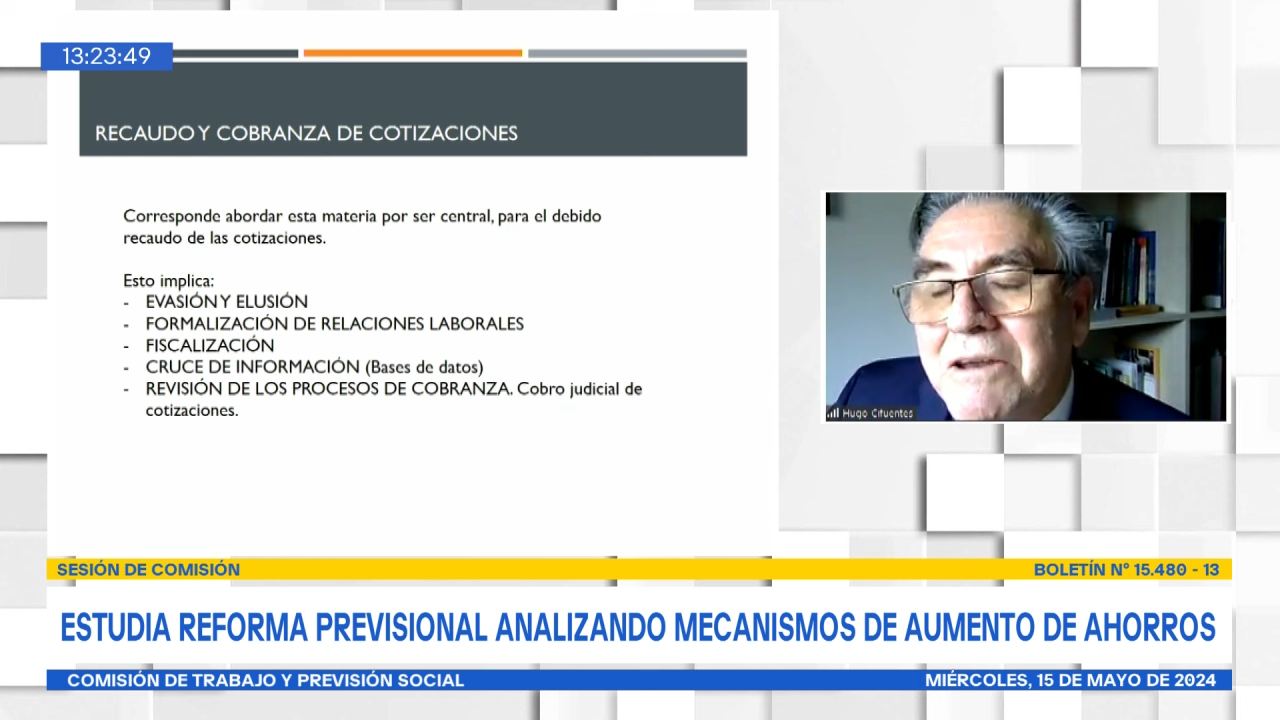 13:23:49
RECAUDO Y COBRANZA DE COTIZACIONES
Corresponde abordar esta materia por ser central, para el debido
recaudo de las cotizaciones.
Esto implica:
- EVASIÓN Y ELUSIÓN
- FORMALIZACIÓN DE RELACIONES LABORALES
- FISCALIZACIÓN
- CRUCE DE INFORMACIÓN (Bases de datos)
- REVISIÓN DE LOS PROCESOS DE COBRANZA. Cobro judicial de
cotizaciones.
Hugo Cifuentes
SESIÓN DE COMISIÓN
BOLETÍN N° 15.480 - 13
ESTUDIA REFORMA PREVISIONAL ANALIZANDO MECANISMOS DE AUMENTO DE AHORROS
COMISIÓN DE TRABAJO Y PREVISIÓN SOCIAL
MIÉRCOLES, 15 DE MAYO DE 2024